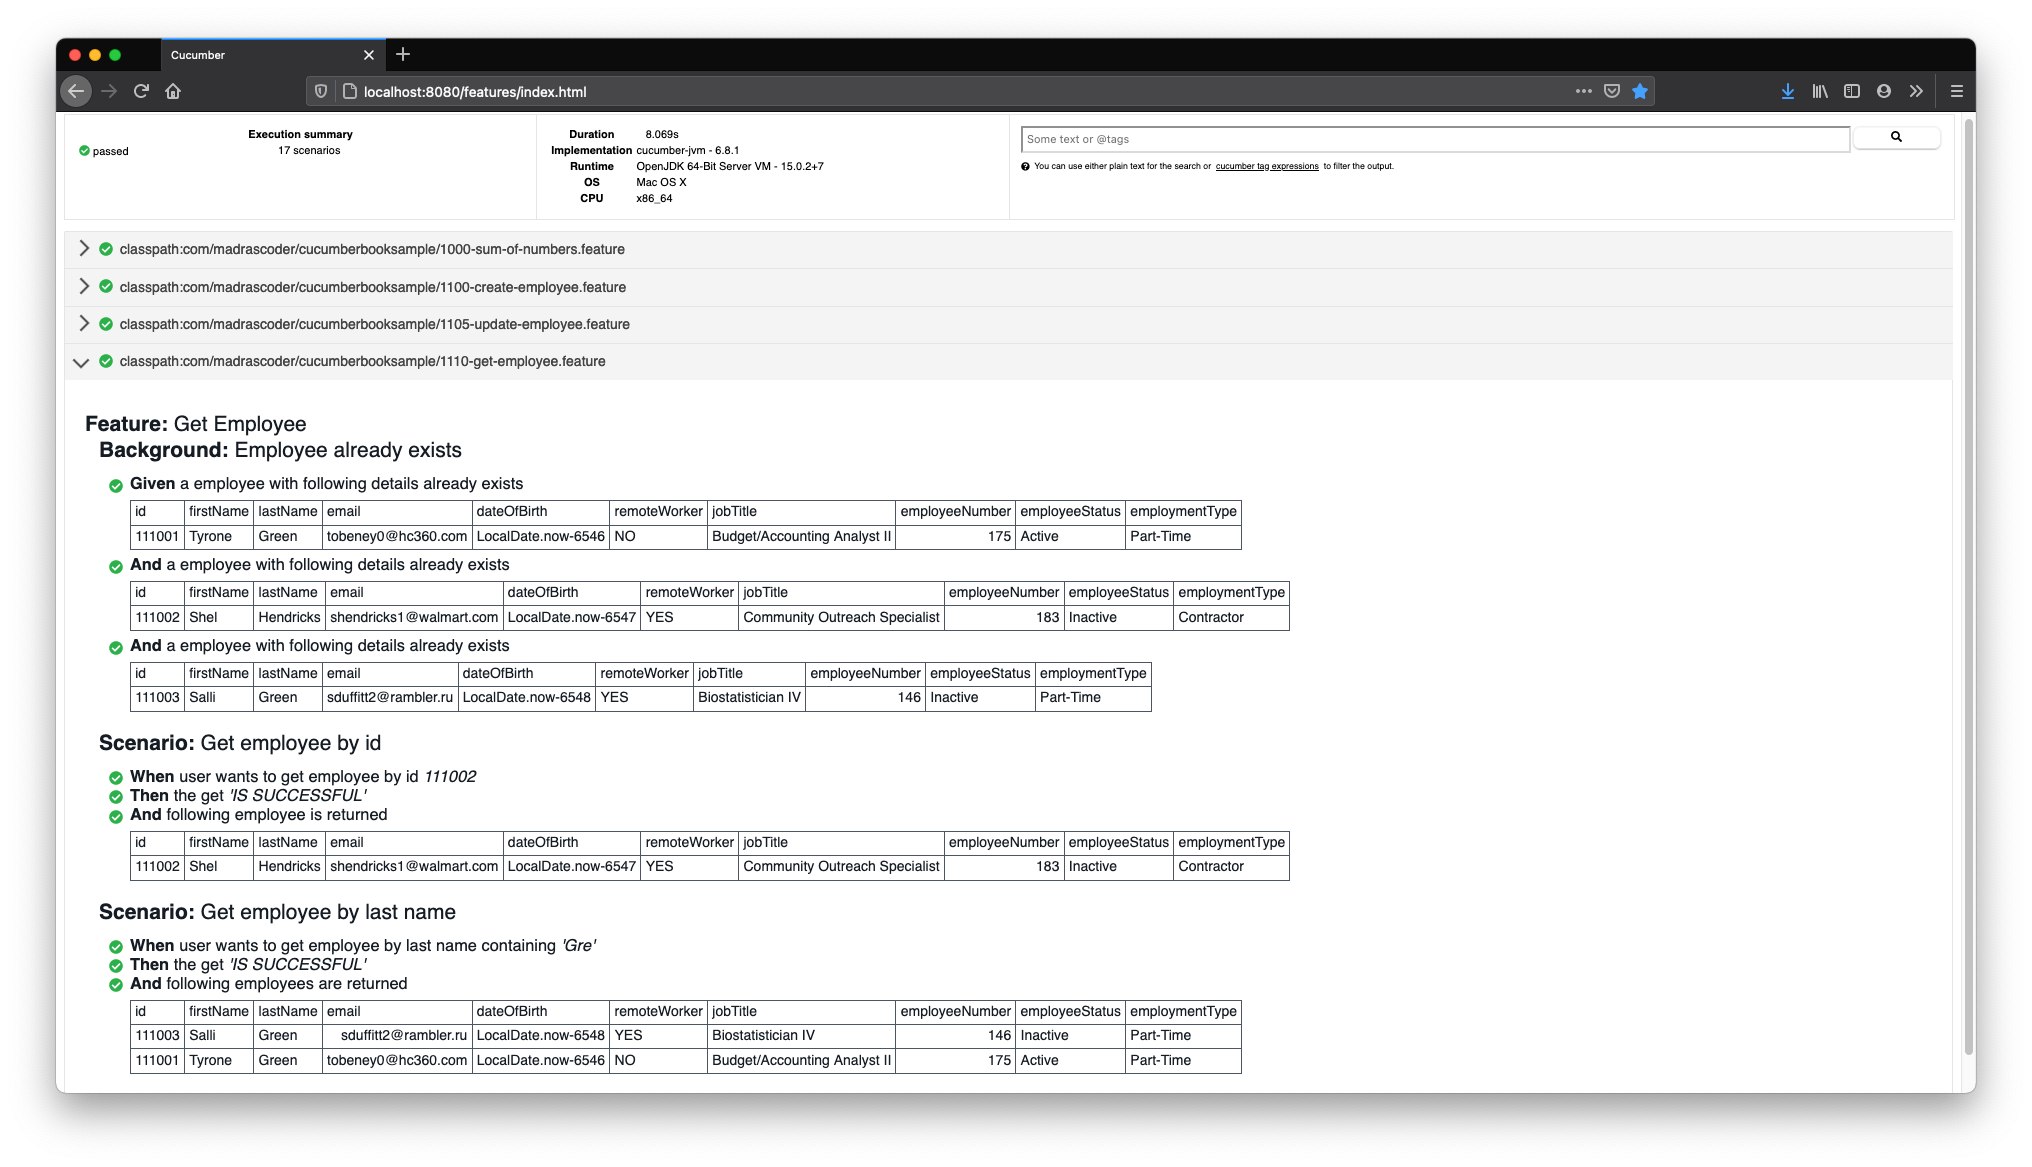 Cucumber
localhost:8080/features/index.html
Execution summary
17 scenarios
passed
Duration 8.069s
Implementation cucumber-jvm - 6.8.1
Runtime OpenJDK 64-Bit Server VM - 15.0.2+7
OS Mac OS X
CPU x86_64
Some text or @tags
You can use either plain text for the search or cucumber tag expressions to filter the output.
classpath:com/madrascoder/cucumberbooksample/1000-sum-of-numbers.feature
classpath:com/madrascoder/cucumberbooksample/1100-create-employee.feature
classpath:com/madrascoder/cucumberbooksample/1105-update-employee.feature
classpath:com/madrascoder/cucumberbooksample/1110-get-employee.feature
Feature: Get Employee
Background: Employee already exists
Given a employee with following details already exists
id firstName lastName email dateOfBirth remoteWorker jobTitle employeeNumber employeeStatus employmentType
111001 Tyrone Green tobeney0@hc360.com LocalDate.now-6546 NO Budget/Accounting Analyst II 175 Active Part-Time
And a employee with following details already exists
id firstName lastName email dateOfBirth remoteWorker jobTitle employeeNumber employeeStatus employmentType
111002 Shel Hendricks shendricks1@walmart.com LocalDate.now-6547 YES Community Outreach Specialist 183 Inactive Contractor
And a employee with following details already exists
id firstName lastName email dateOfBirth remoteWorker jobTitle employeeNumber employeeStatus employmentType
111003 Salli Green sduffitt2@rambler.ru LocalDate.now-6548 YES Biostatistician IV 146 Inactive Part-Time
Scenario: Get employee by id
When user wants to get employee by id 111002
Then the get 'IS SUCCESSFUL'
And following employee is returned
id firstName lastName email dateOfBirth remoteWorker jobTitle employeeNumber employeeStatus employmentType
111002 Shel Hendricks shendricks1@walmart.com LocalDate.now-6547 YES Community Outreach Specialist 183 Inactive Contractor
Scenario: Get employee by last name
When user wants to get employee by last name containing 'Gre'
Then the get 'IS SUCCESSFUL'
And following employees are returned
id firstName lastName email dateOfBirth remoteWorker jobTitle employeeNumber employeeStatus employmentType
111003 Salli Green sduffitt2@rambler.ru LocalDate.now-6548 YES Biostatistician IV 146 Inactive Part-Time
111001 Tyrone Green tobeney0@hc360.com LocalDate.now-6546 NO Budget/Accounting Analyst II 175 Active Part-Time